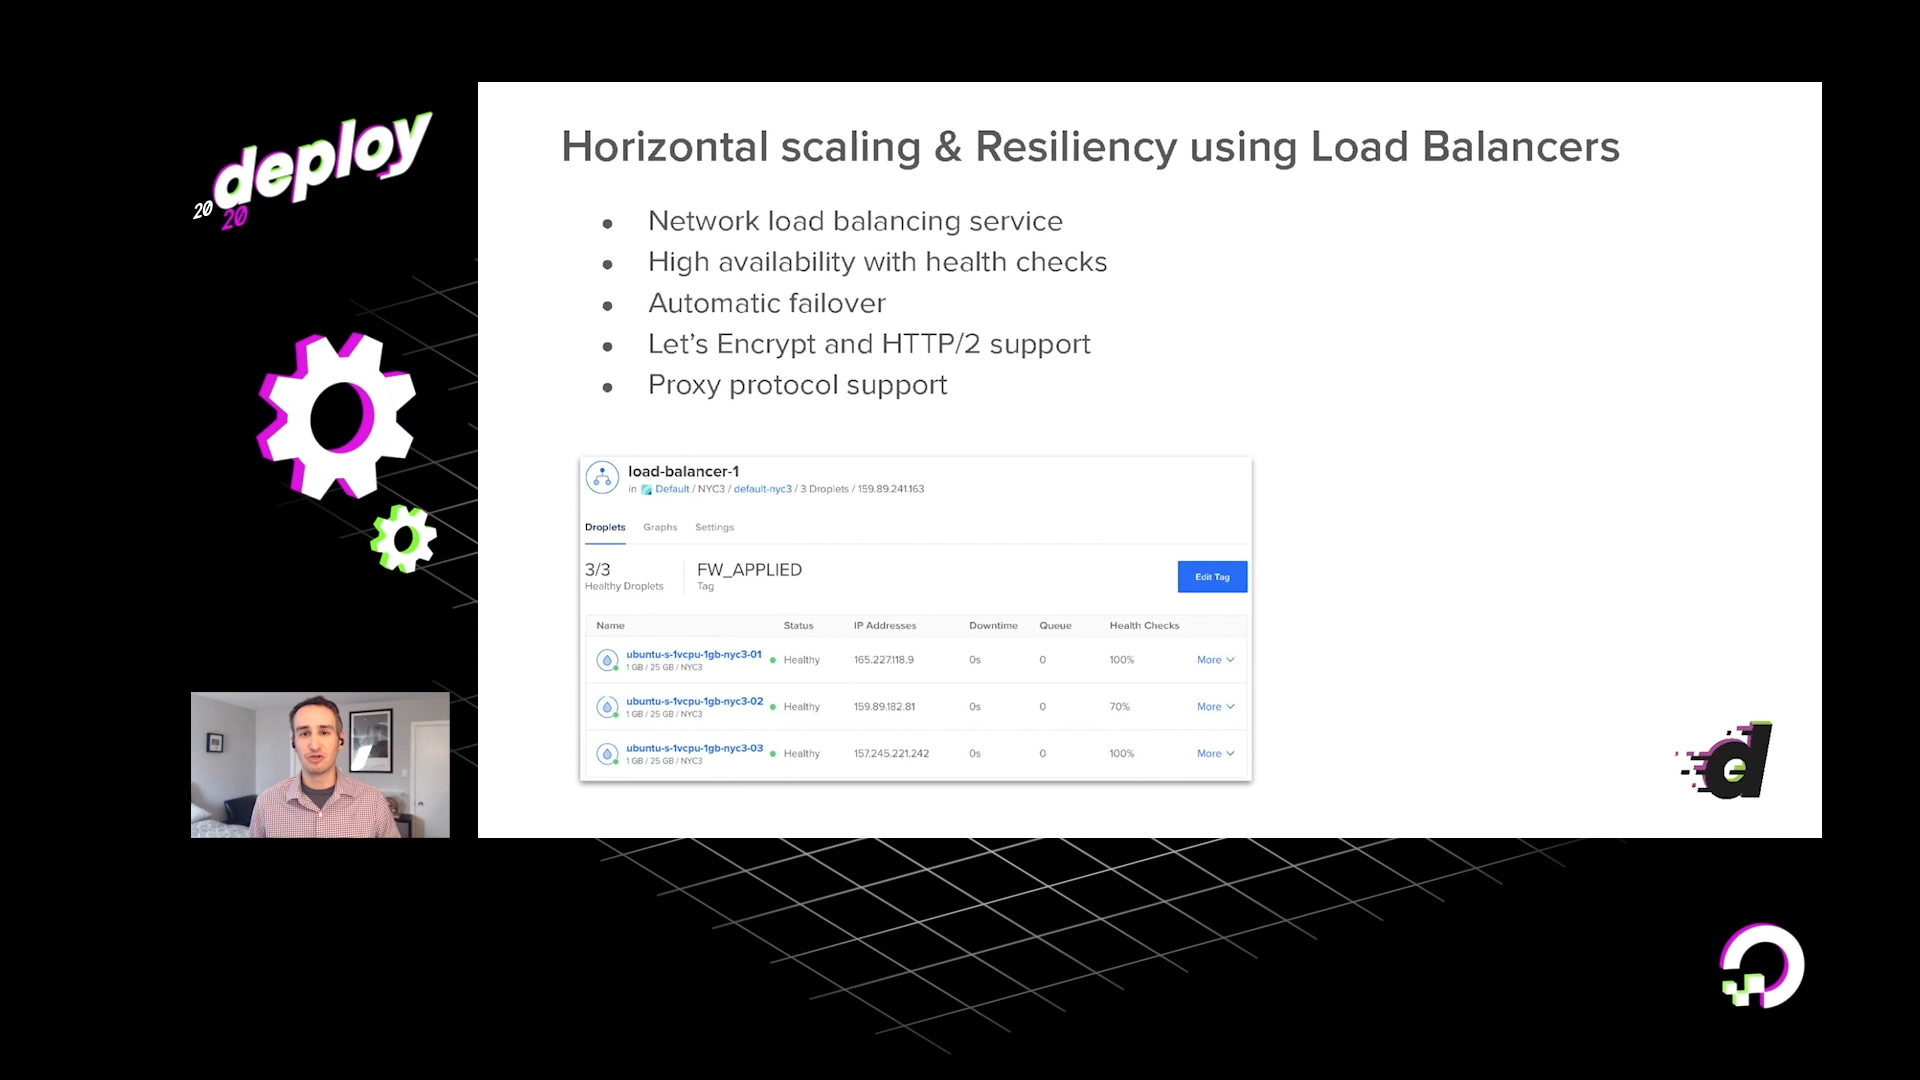 deploy
20
20
Horizontal scaling & Resiliency using Load Balancers
● Network load balancing service
● High availability with health checks
● Automatic failover
● Let's Encrypt and HTTP/2 support
● Proxy protocol support
load-balancer-1
in Default / NYC3 / default-nyc3 / 3 Droplets / 159.89.241.163
Droplets Graphs Settings
3/3 FW_APPLIED
Healthy Droplets Tag
Edit Tag
Name Status IP Addresses Downtime Queue Health Checks
ubuntu-s-1vcpu-1gb-nyc3-01 Healthy 165.227.118.9 0s 0 100% More
1 GB / 25 GB / NYC3
ubuntu-s-1vcpu-1gb-nyc3-02 Healthy 159.89.182.81 0s 0 70% More
1 GB / 25 GB / NYC3
ubuntu-s-1vcpu-1gb-nyc3-03 Healthy 157.245.221.242 0s 0 100% More
1 GB / 25 GB / NYC3
d